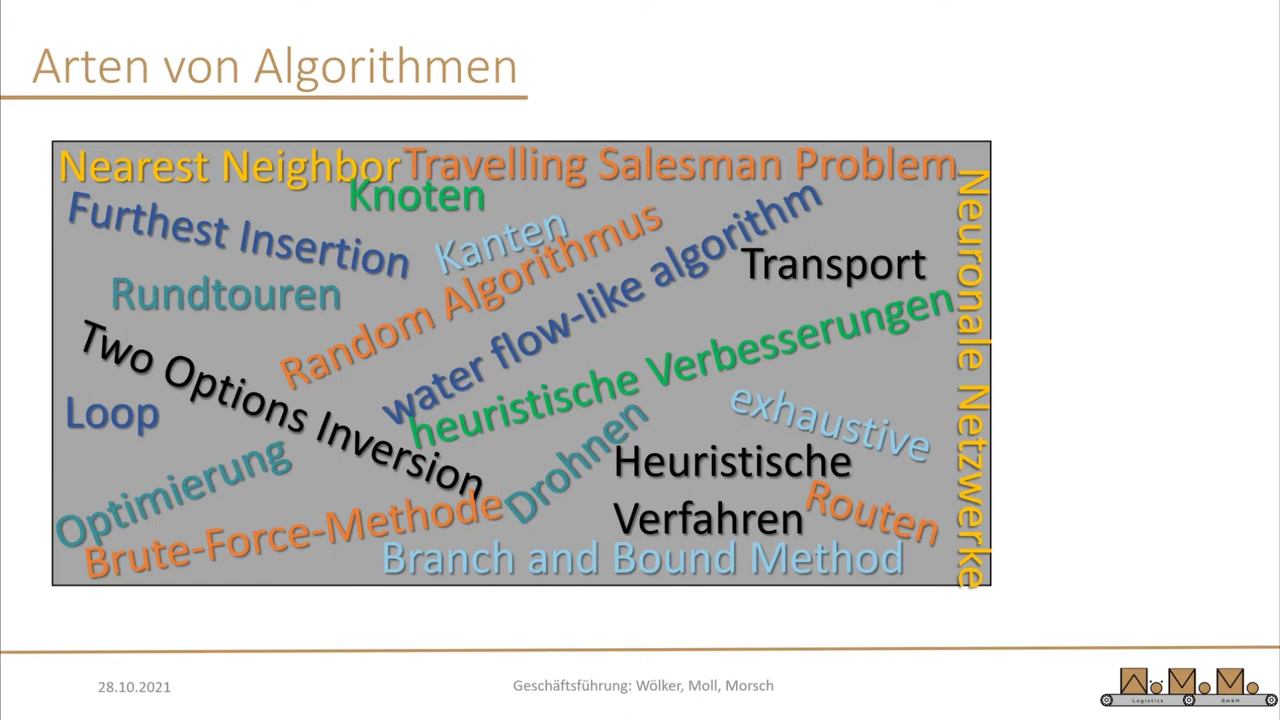 Arten von Algorithmen
Nearest Neighbor
Travelling Salesman Problem
Knoten
Furthest Insertion
Kanten
Random Algorithmus
water flow-like algorithm
Transport
Neuronale Netzwerke
Rundtouren
Two Options Inversion
heuristische Verbesserungen
Loop
exhaustive
Optimierung
Drohnen
Heuristische
Verfahren
Routen
Brute-Force-Methode
Branch and Bound Method
28.10.2021
Geschäftsführung: Wölker, Moll, Morsch
Logistics GmbH